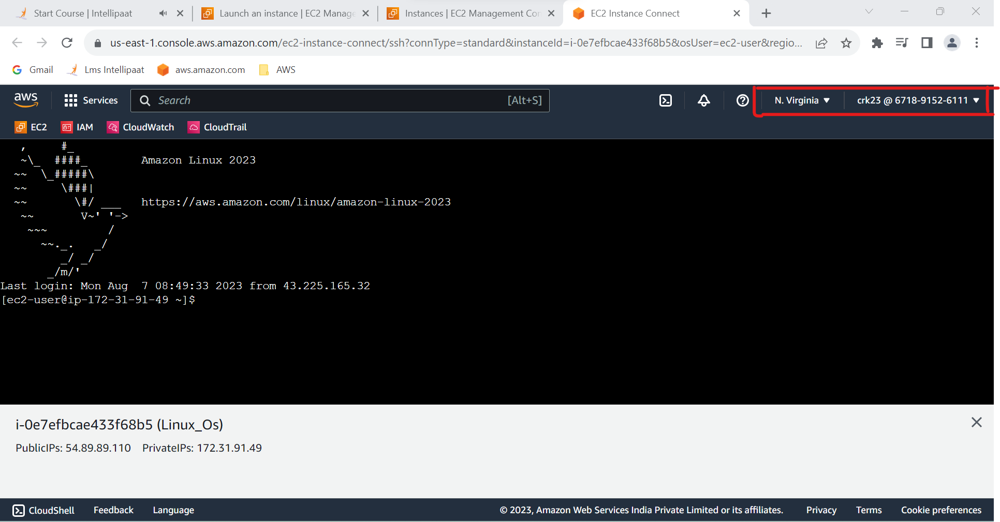 Start Course | Intellipaat
Launch an instance | EC2 Manage
Instances | EC2 Management Con
EC2 Instance Connect
us-east-1.console.aws.amazon.com/ec2-instance-connect/ssh?connType=standard&instanceId=i-0e7efbcae433f68b5&osUser=ec2-user&regio...
Gmail Lms Intellipaat aws.amazon.com AWS
aws Services Search [Alt+S] N. Virginia crk23 @ 6718-9152-6111
EC2 IAM CloudWatch CloudTrail
   ,     #_
   ~\_  ####_        Amazon Linux 2023
  ~~  \_#####\
  ~~     \###|
  ~~       \#/ ___   https://aws.amazon.com/linux/amazon-linux-2023
   ~~       V~' '->
    ~~~         /
      ~~._.   _/
         _/ _/
       _/m/'
Last login: Mon Aug  7 08:49:33 2023 from 43.225.165.32
[ec2-user@ip-172-31-91-49 ~]$
i-0e7efbcae433f68b5 (Linux_Os)
PublicIPs: 54.89.89.110 PrivateIPs: 172.31.91.49
CloudShell Feedback Language © 2023, Amazon Web Services India Private Limited or its affiliates. Privacy Terms Cookie preferences